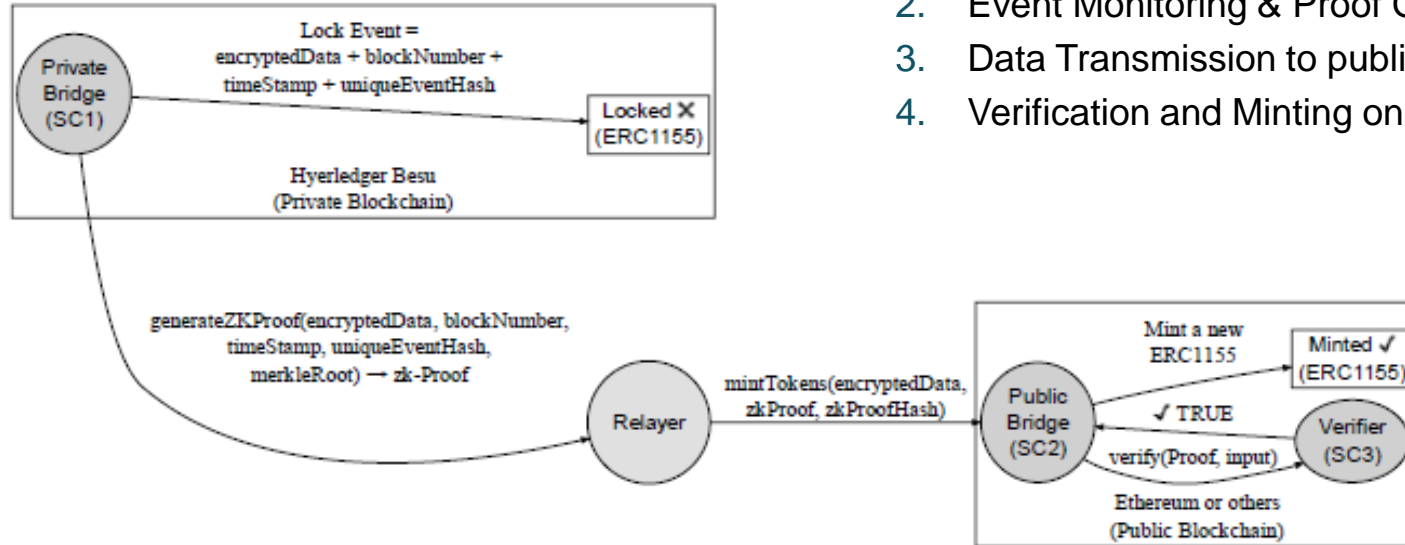 2. Event Monitoring & Proof
3. Data Transmission to
4. Verification and Minting on
Lock Event =
encryptedData + blockNumber +
timeStamp + uniqueEventHash
Private
Bridge
(SC1)
Locked ✕
(ERC1155)
Hyerledger Besu
(Private Blockchain)
generateZKProof(encryptedData, blockNumber,
timeStamp, uniqueEventHash,
merkleRoot) → zk-Proof
Relayer
mintTokens(encryptedData,
zkProof, zkProofHash)
Public
Bridge
(SC2)
Mint a new
ERC1155
Minted ✓
(ERC1155)
✓ TRUE
Verifier
(SC3)
verify(Proof, input)
Ethereum or others
(Public Blockchain)